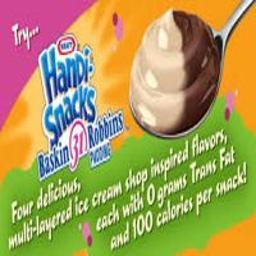 Try...
KRAFT
Handi-
Snacks
Baskin 31 Robbins™
PUDDING
Four delicious,
multi-layered ice cream shop inspired flavors,
each with 0 grams Trans Fat
and 100 calories per snack!